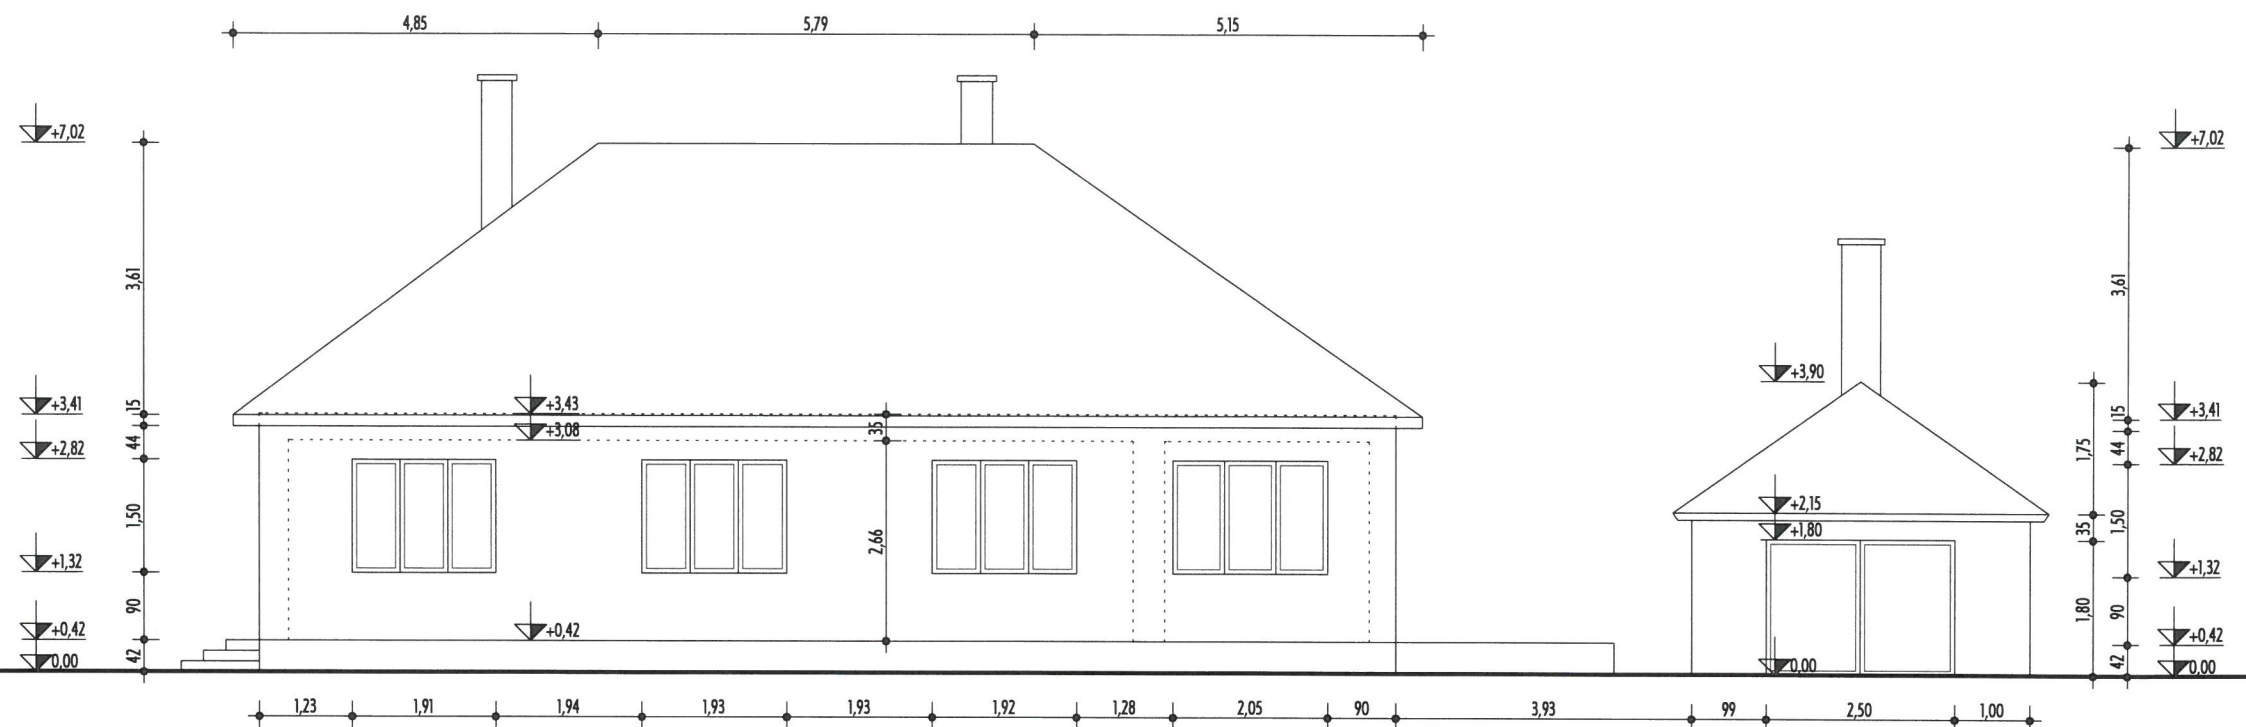 4,85 5,79 5,15
+7,02 +7,02
3,61 3,61
+3,90
+3,41 15 +3,43 15 +3,41
44 +3,08 35 1,75 44
+2,82 +2,82
+2,15
1,50 2,66 +1,80 35 1,50
+1,32 +1,32
90 1,80 90
+0,42 +0,42 +0,42
42 0,00 0,00 42 0,00
1,23 1,91 1,94 1,93 1,93 1,92 1,28 2,05 90 3,93 99 2,50 1,00